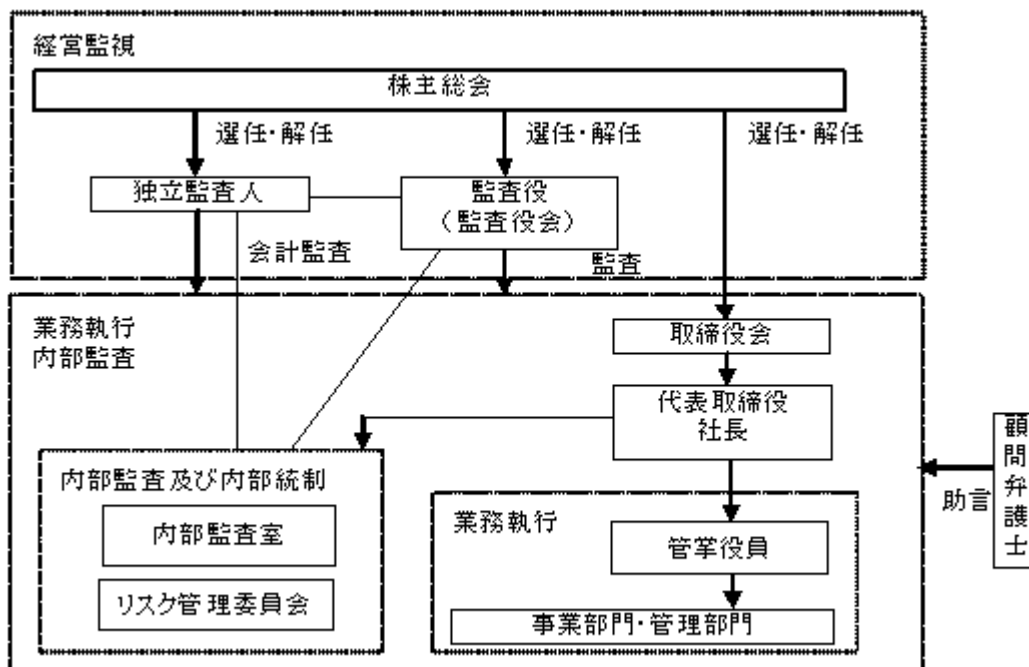 経営監視
株主総会
選任・解任
選任・解任
選任・解任
独立監査人
監査役
（監査役会）
会計監査
監査
業務執行
内部監査
取締役会
代表取締役
社長
内部監査及び内部統制
内部監査室
リスク管理委員会
業務執行
管掌役員
事業部門・管理部門
助言
顧問弁護士